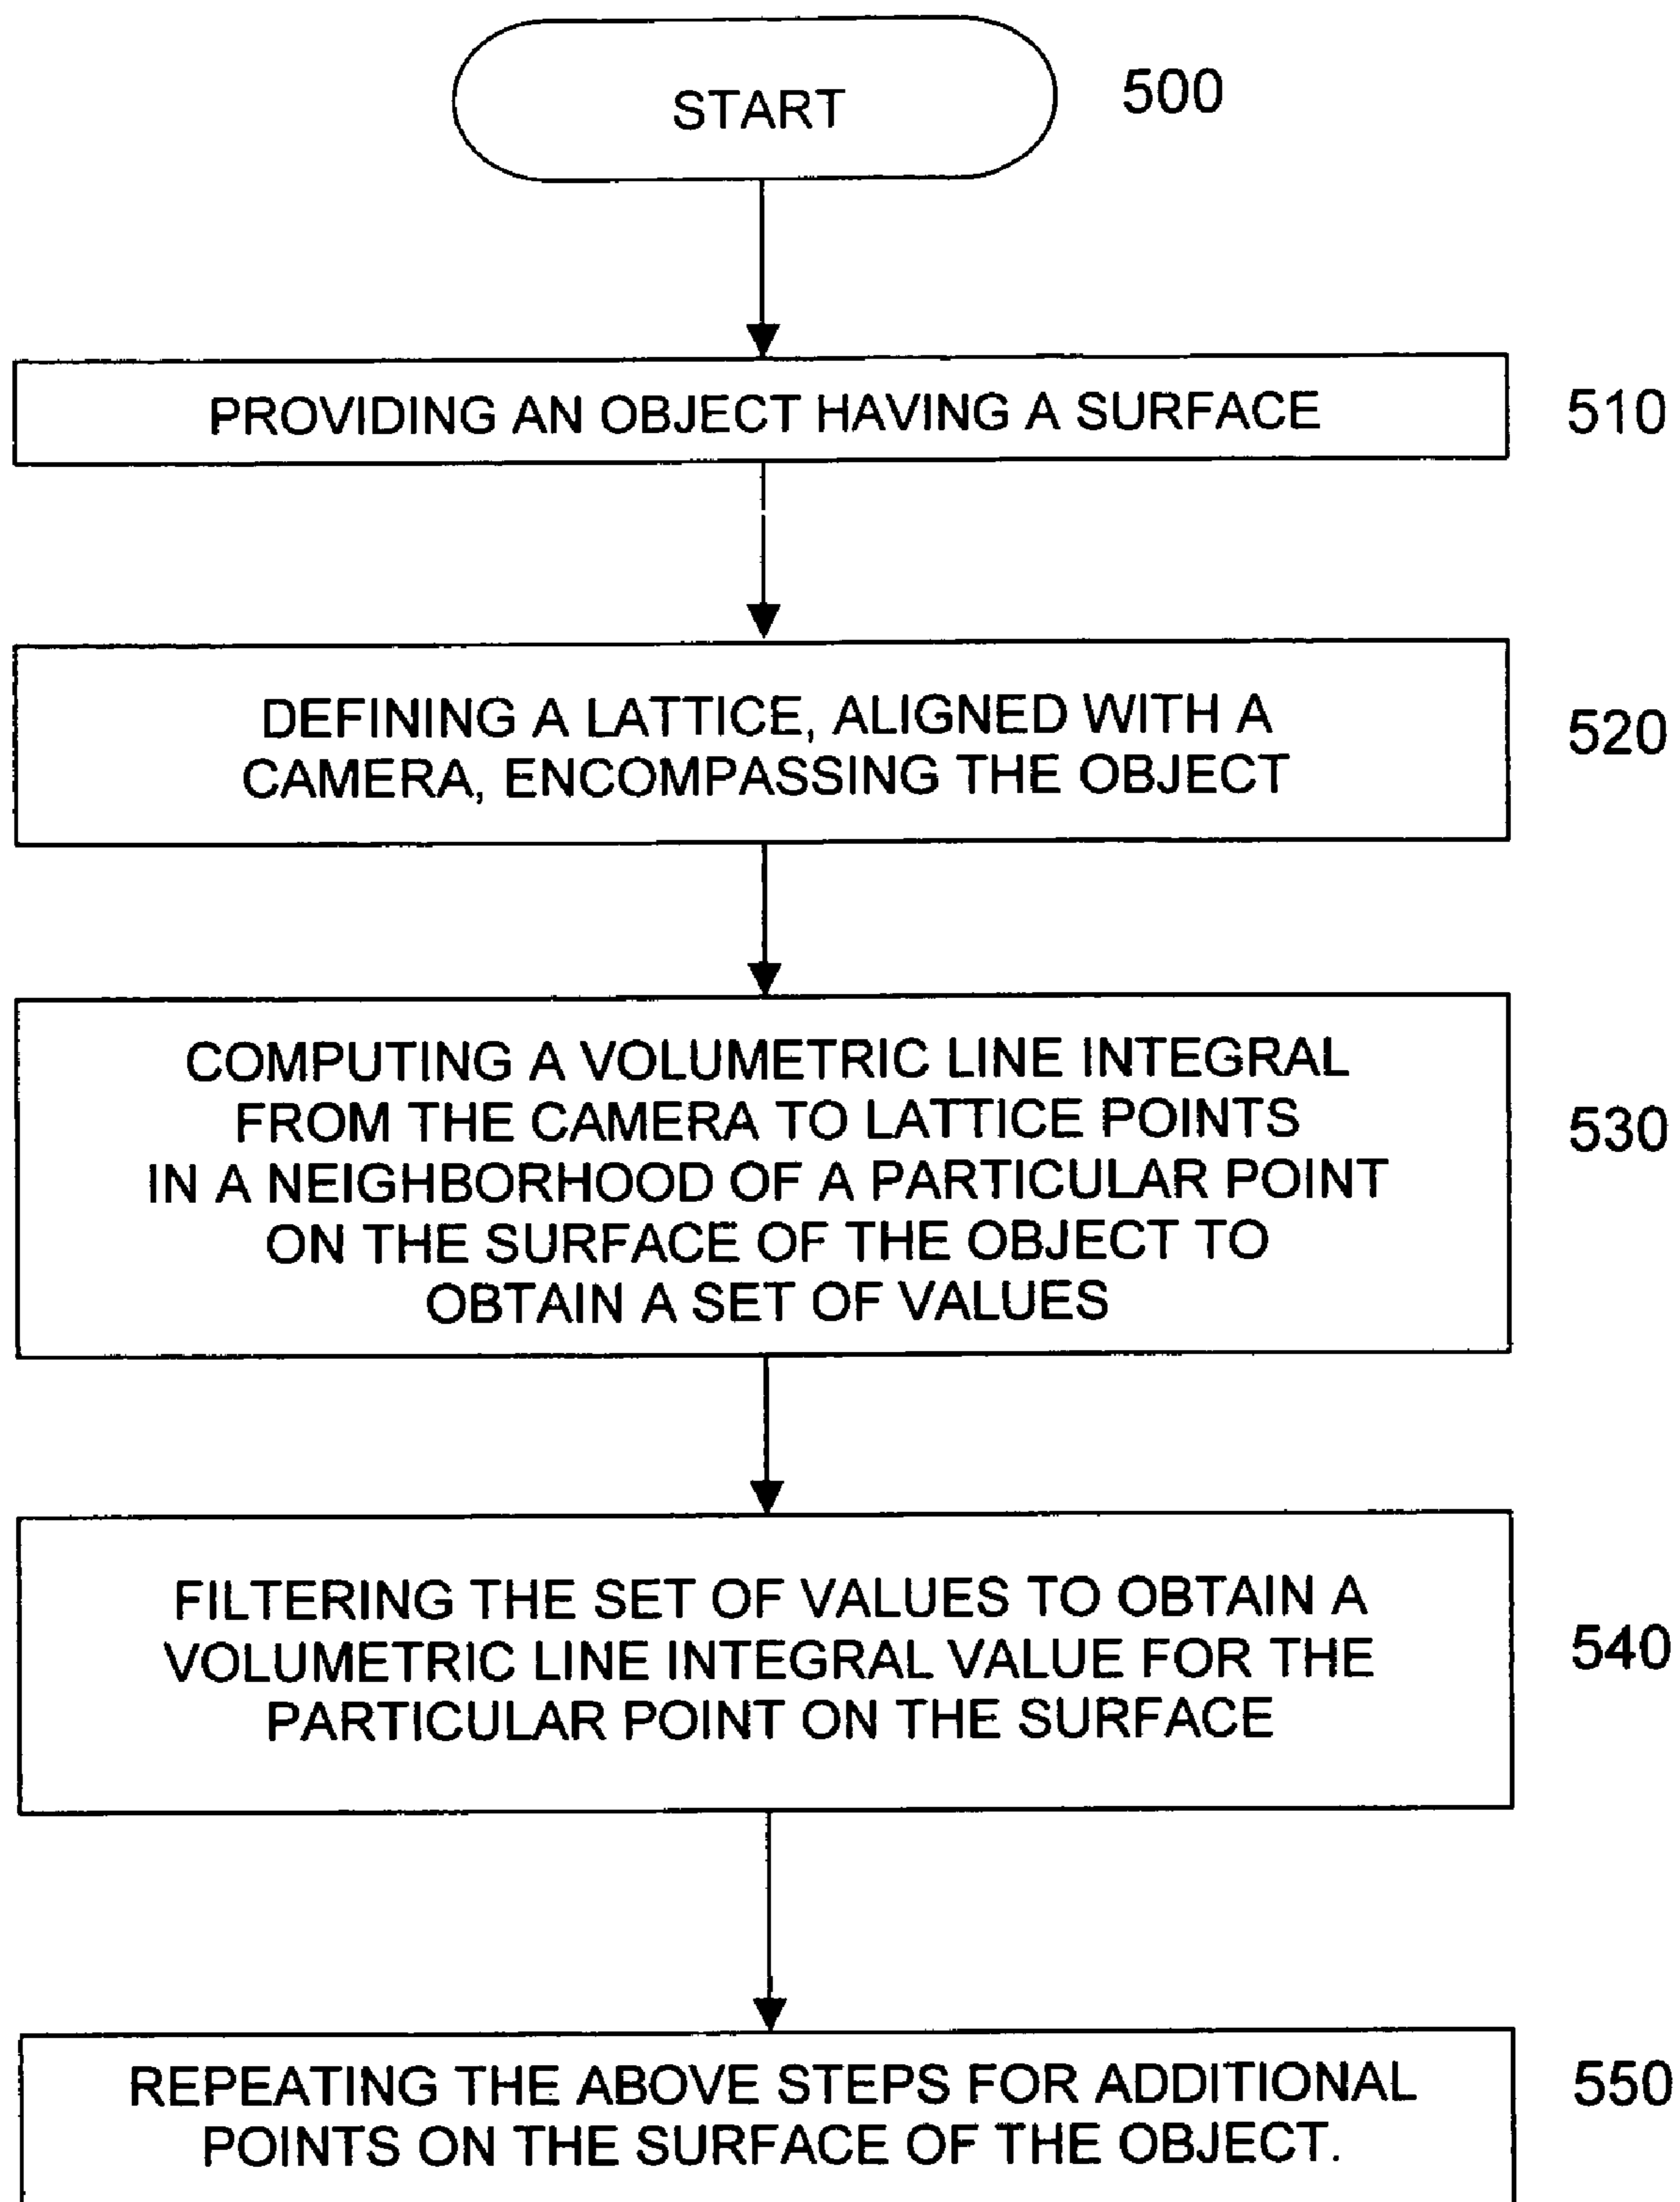 START
500
PROVIDING AN OBJECT HAVING A SURFACE
510
DEFINING A LATTICE, ALIGNED WITH A
CAMERA, ENCOMPASSING THE OBJECT
520
COMPUTING A VOLUMETRIC LINE INTEGRAL
FROM THE CAMERA TO LATTICE POINTS
IN A NEIGHBORHOOD OF A PARTICULAR POINT
ON THE SURFACE OF THE OBJECT TO
OBTAIN A SET OF VALUES
530
FILTERING THE SET OF VALUES TO OBTAIN A
VOLUMETRIC LINE INTEGRAL VALUE FOR THE
PARTICULAR POINT ON THE SURFACE
540
REPEATING THE ABOVE STEPS FOR ADDITIONAL
POINTS ON THE SURFACE OF THE OBJECT.
550